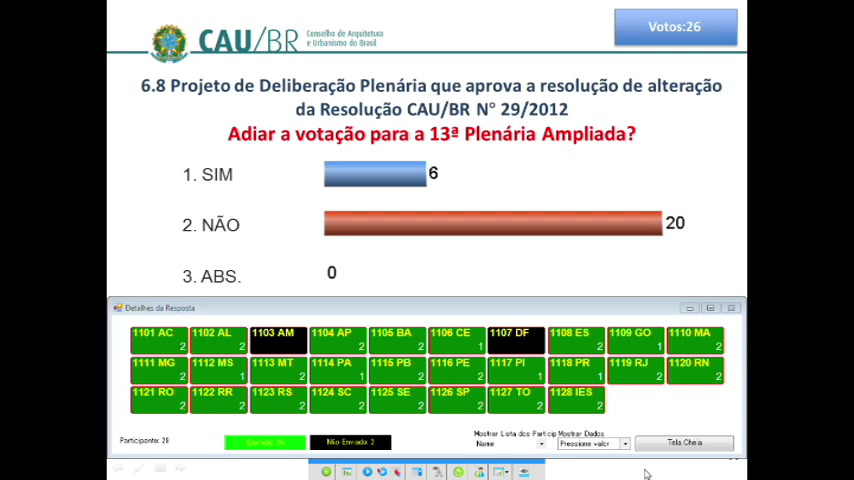 CAU/BR
Conselho de Arquitetura
e Urbanismo do Brasil
Votos:26
6.8 Projeto de Deliberação Plenária que aprova a resolução de alteração
da Resolução CAU/BR N° 29/2012
Adiar a votação para a 13ª Plenária Ampliada?
1. SIM 6
2. NÃO 20
3. ABS. 0
Detalhes da Resposta
1101 AC 1102 AL 1103 AM 1104 AP 1105 BA 1106 CE 1107 DF 1108 ES 1109 GO 1110 MA
2 2 2 2 1 2 1 2
1111 MG 1112 MS 1113 MT 1114 PA 1115 PB 1116 PE 1117 PI 1118 PR 1119 RJ 1120 RN
2 1 2 1 2 2 1 1 2 2
1121 RO 1122 RR 1123 RS 1124 SC 1125 SE 1126 SP 1127 TO 1128 IES
2 2 2 2 2 2 2 2
Participante: 28
Não Enviado 2
Mostrar Lista dos Particip Mostrar Dados
Name
Pressione valor
Tela Cheia